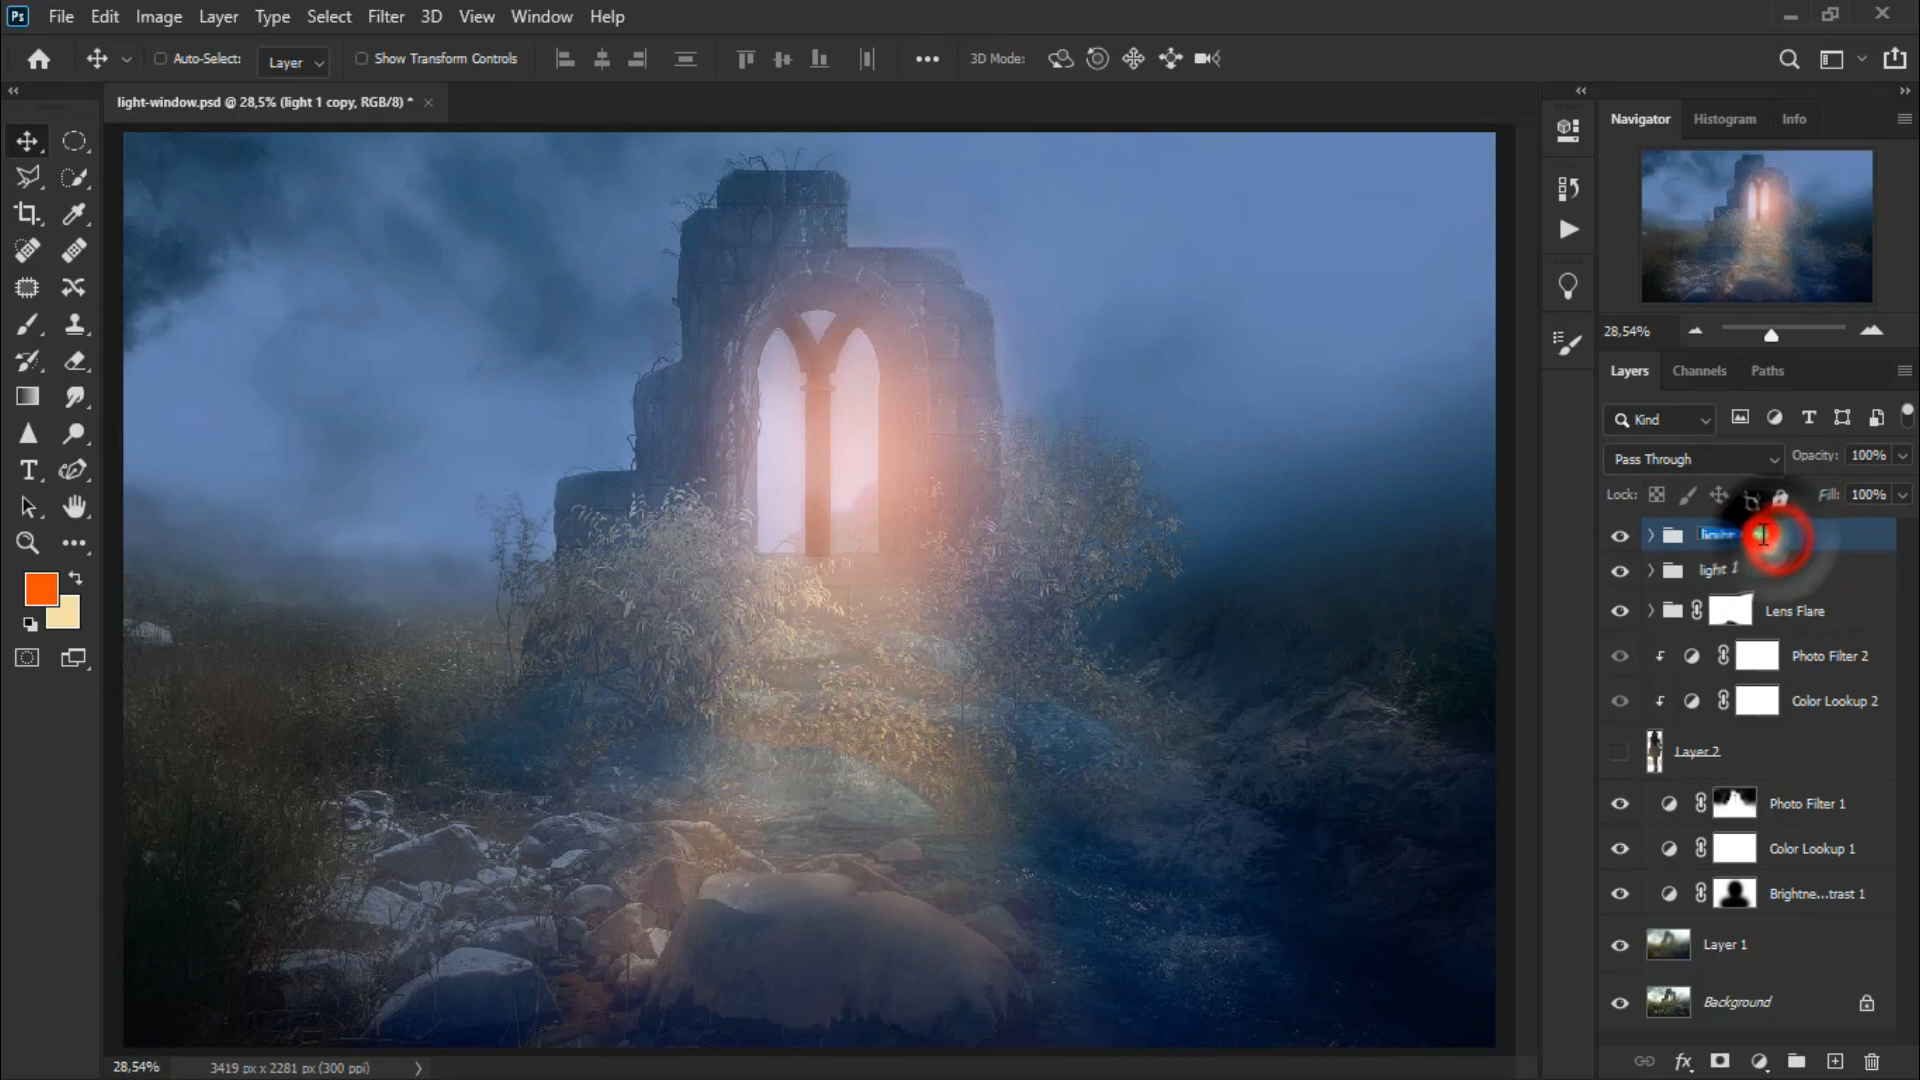 Ps File Edit Image Layer Type Select Filter 3D View Window Help
Auto-Select: Layer Show Transform Controls 3D Mode:
light-window.psd @ 28,5% (light 1 copy, RGB/8) *
Navigator Histogram Info
28,54%
Layers Channels Paths
Kind
Pass Through Opacity: 100%
Lock: Fill: 100%
light
light 1
Lens Flare
Photo Filter 2
Color Lookup 2
Layer 2
Photo Filter 1
Color Lookup 1
Brightne...trast 1
Layer 1
Background
28,54% 3419 px x 2281 px (300 ppi)
fx